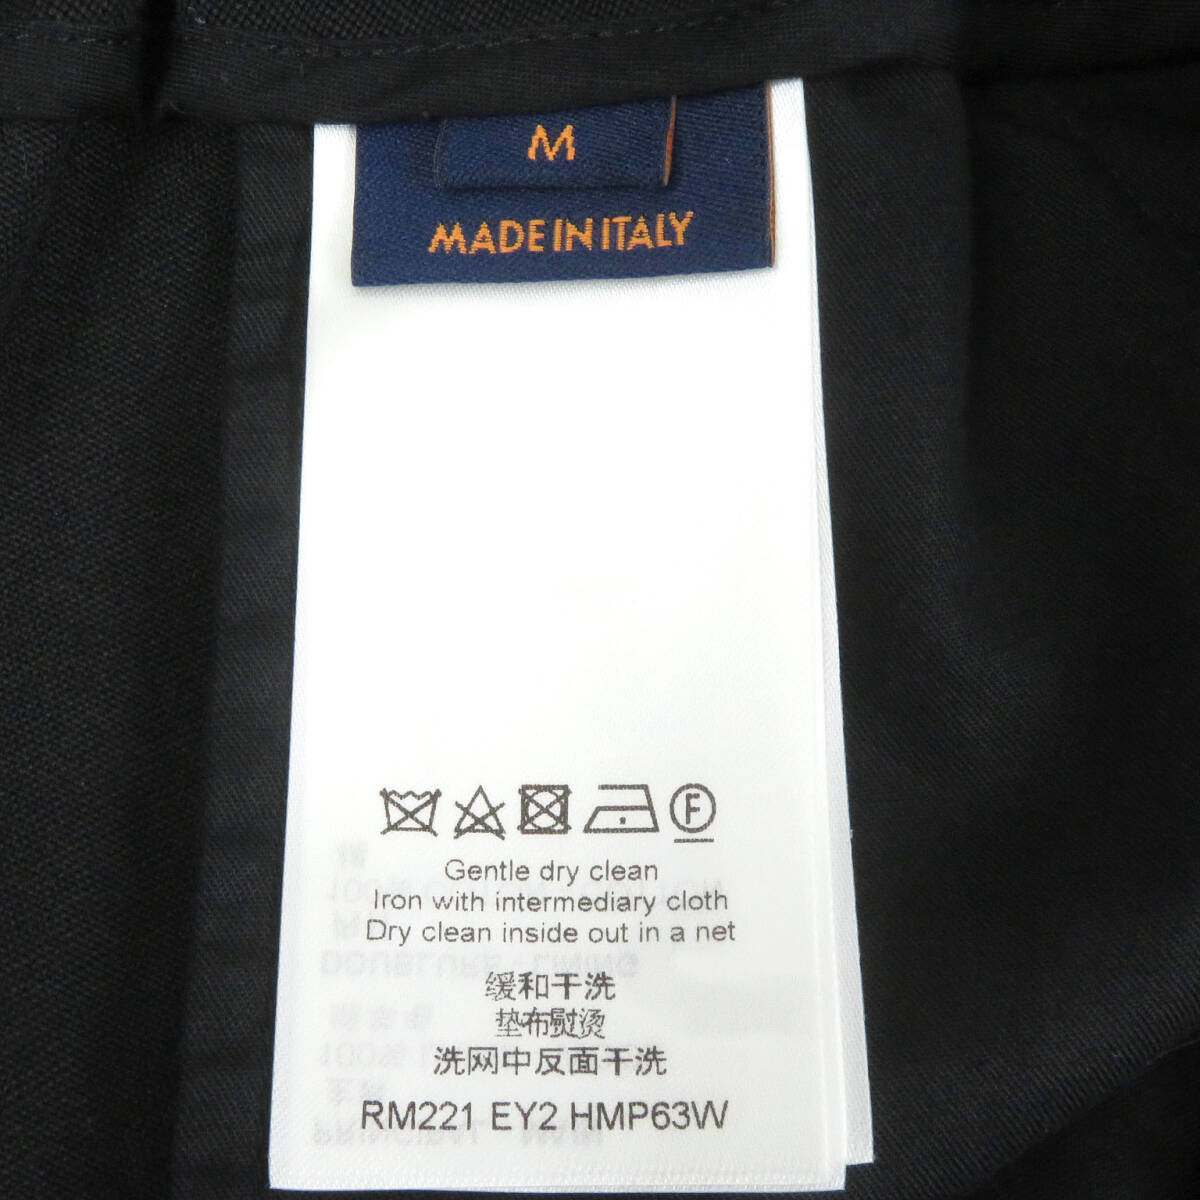 M
MADE IN ITALY
F
Gentle dry clean
Iron with intermediary cloth
Dry clean inside out in a net
缓和干洗
垫布熨烫
洗网中反面干洗
RM221 EY2 HMP63W